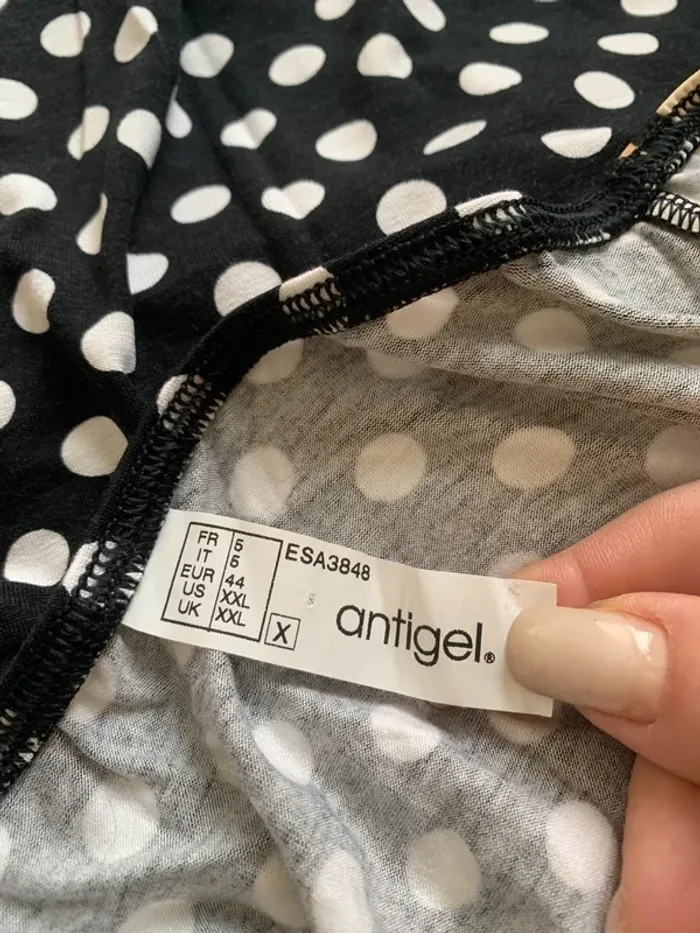 FR 5
IT 5
EUR 44
US XXL
UK XXL
X
ESA3848
antigel®